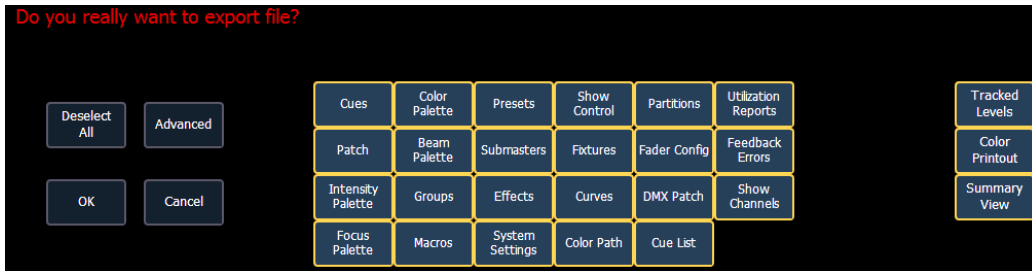 Do you really want to export file?
Deselect
All
Advanced
OK
Cancel
Cues
Color
Palette
Presets
Show
Control
Partitions
Utilization
Reports
Patch
Beam
Palette
Submasters
Fixtures
Fader Config
Feedback
Errors
Intensity
Palette
Groups
Effects
Curves
DMX Patch
Show
Channels
Focus
Palette
Macros
System
Settings
Color Path
Cue List
Tracked
Levels
Color
Printout
Summary
View